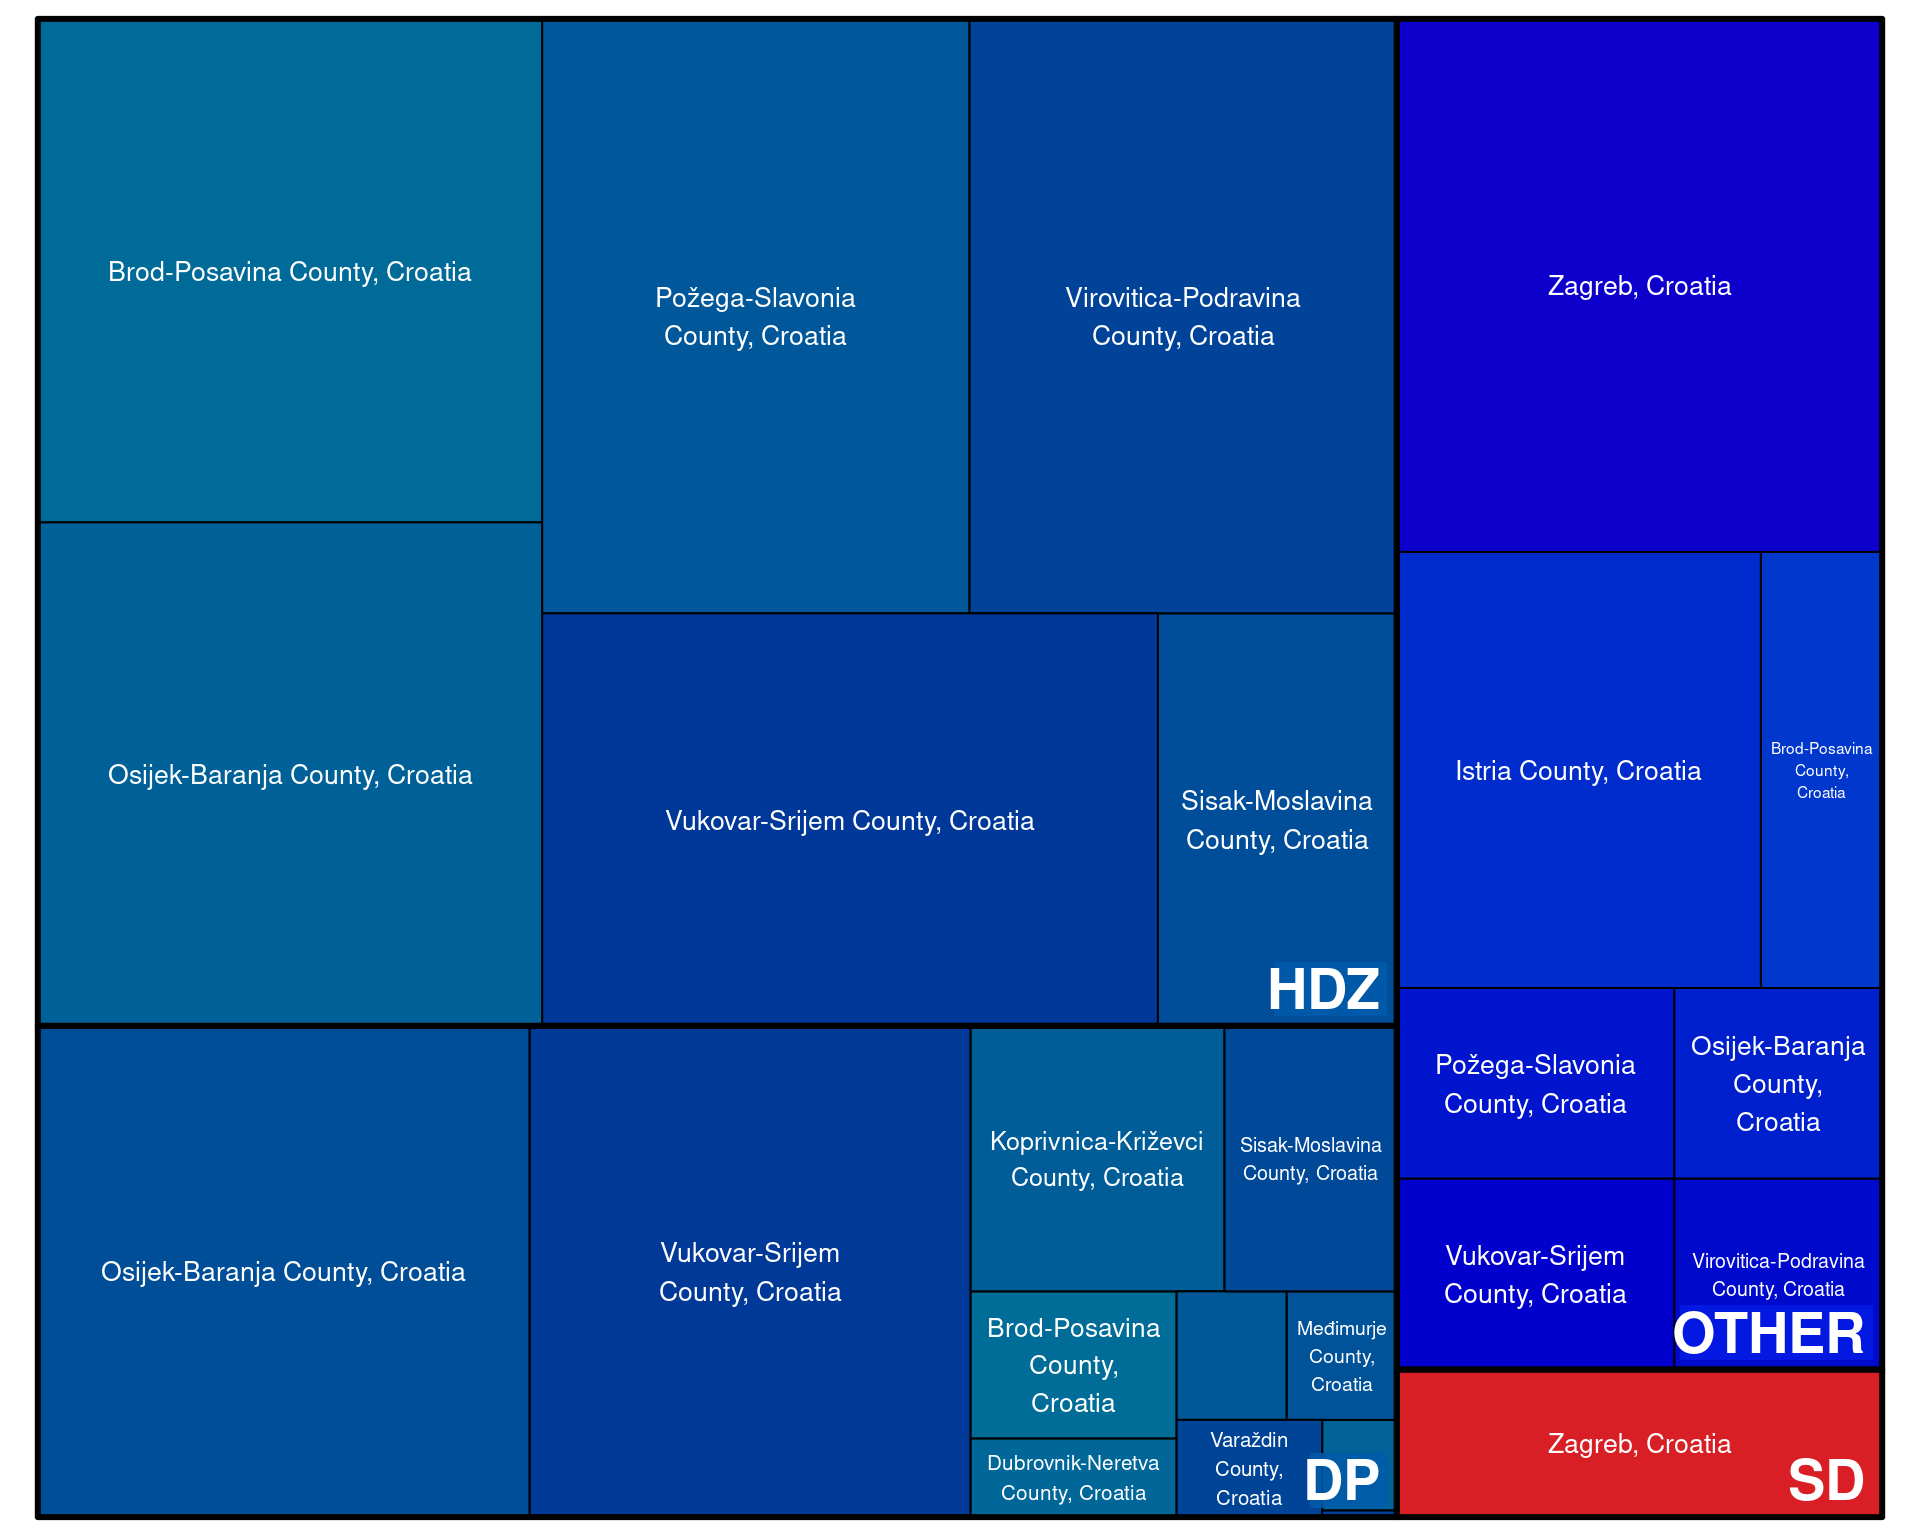 Brod-Posavina County, Croatia
Požega-Slavonia
County, Croatia
Virovitica-Podravina
County, Croatia
Osijek-Baranja County, Croatia
Vukovar-Srijem County, Croatia
Sisak-Moslavina
County, Croatia
HDZ
Osijek-Baranja County, Croatia
Vukovar-Srijem
County, Croatia
Koprivnica-Križevci
County, Croatia
Sisak-Moslavina
County, Croatia
Brod-Posavina
County,
Croatia
Međimurje
County,
Croatia
Dubrovnik-Neretva
County, Croatia
Varaždin
County,
Croatia
DP
Zagreb, Croatia
Istria County, Croatia
Brod-Posavina
County,
Croatia
Požega-Slavonia
County, Croatia
Osijek-Baranja
County,
Croatia
Vukovar-Srijem
County, Croatia
Virovitica-Podravina
County, Croatia
OTHER
Zagreb, Croatia
SD